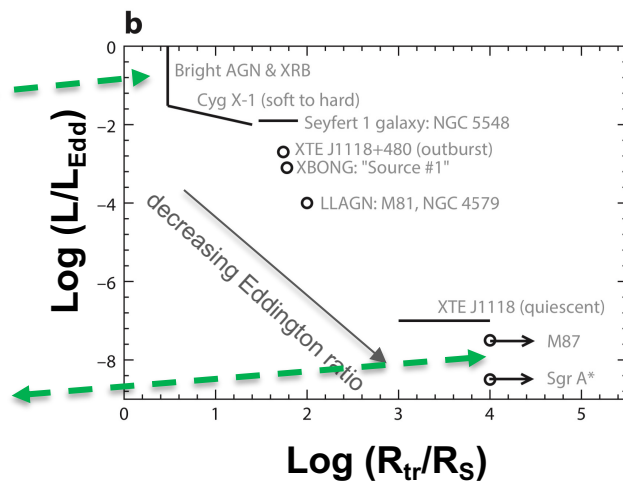 b
0
Bright AGN & XRB
Cyg X-1 (soft to hard)
-2
Seyfert 1 galaxy: NGC 5548
XTE J1118+480 (outburst)
XBONG: "Source #1"
-4
LLAGN: M81, NGC 4579
decreasing Eddington ratio
-6
XTE J1118 (quiescent)
M87
-8
Sgr A*
0 1 2 3 4 5
Log (L/LEdd)
Log (Rtr/RS)